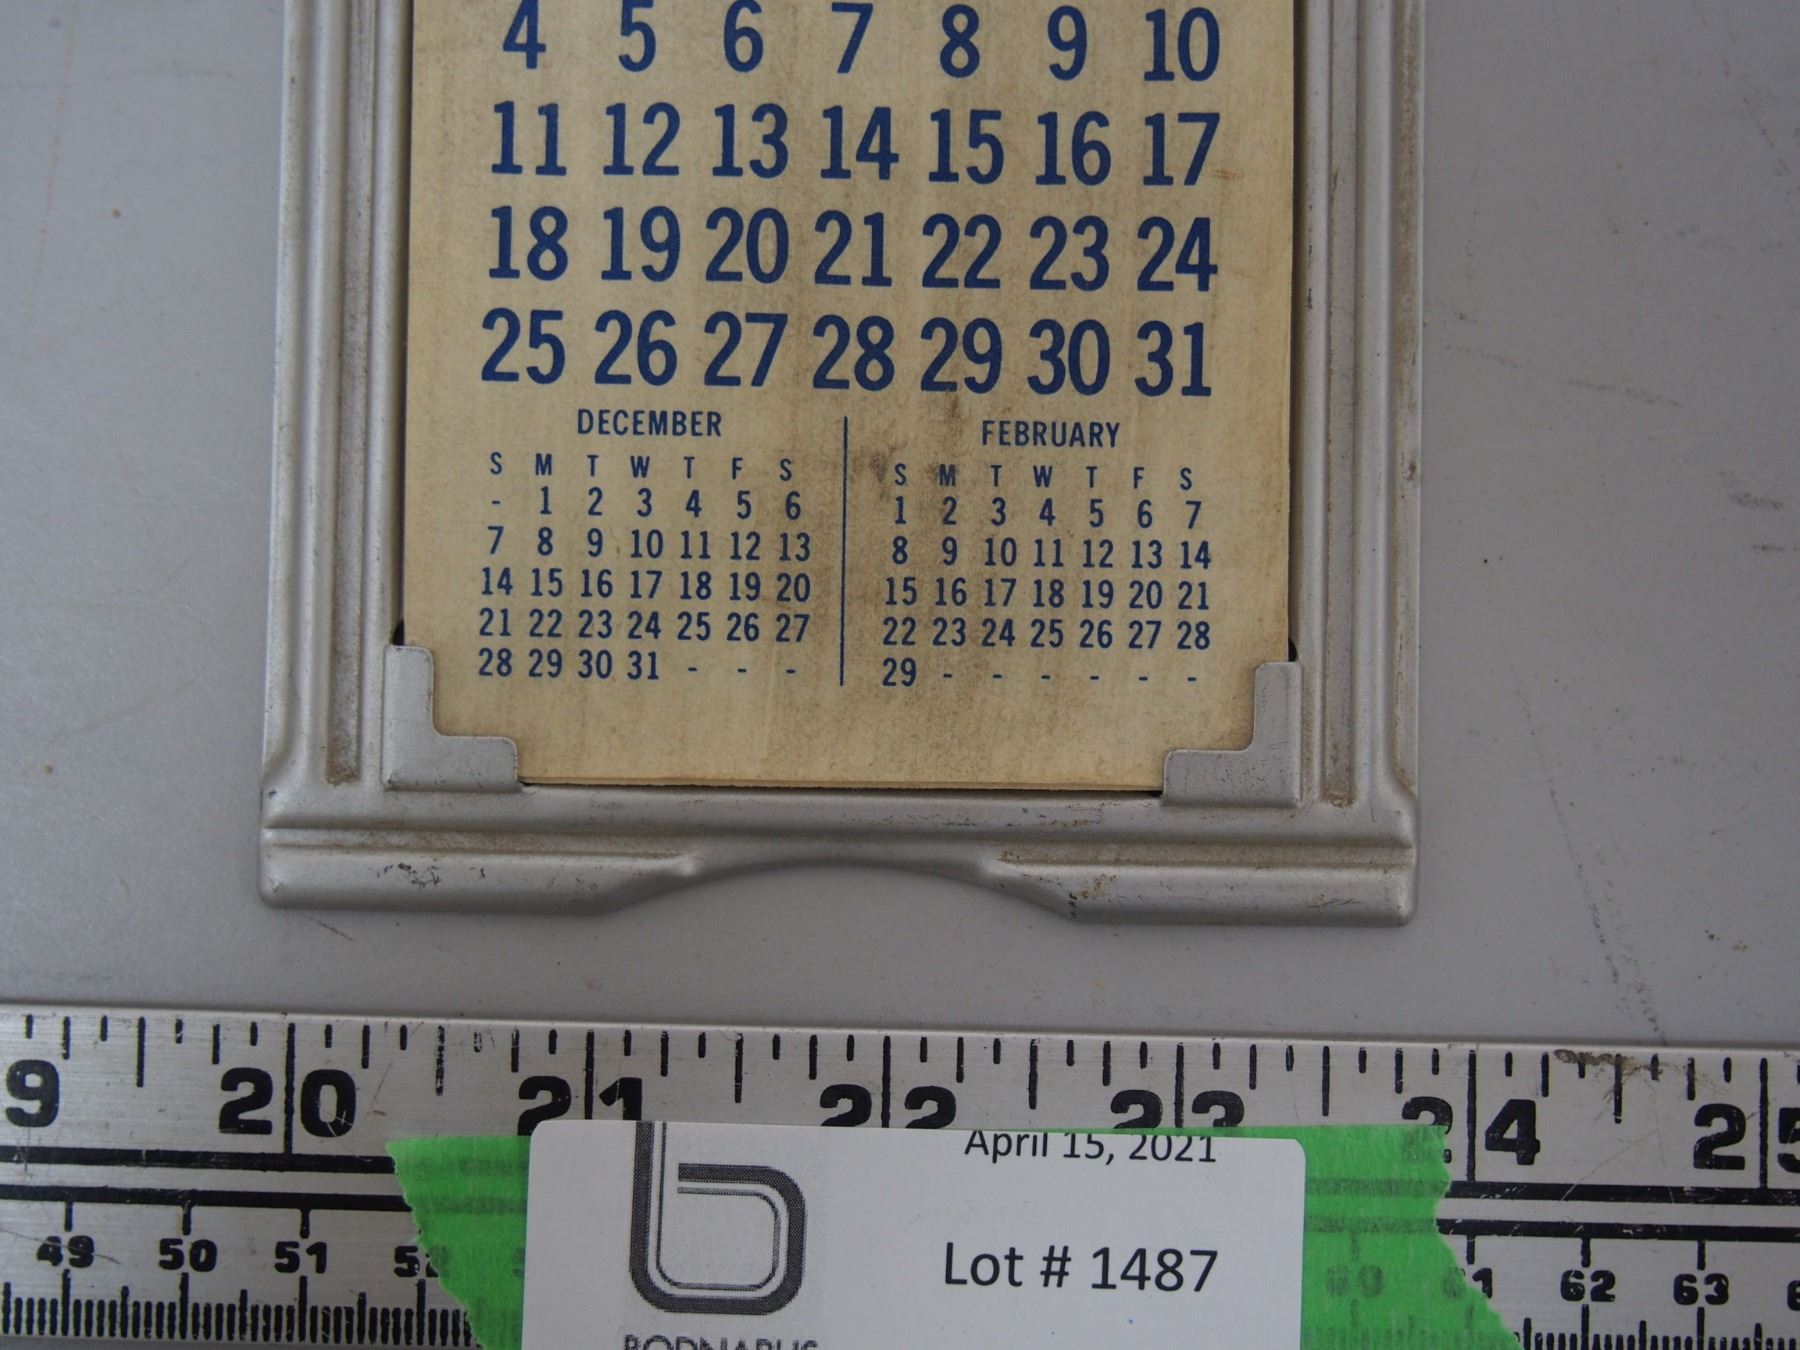 4 5 6 7 8 9 10
11 12 13 14 15 16 17
18 19 20 21 22 23 24
25 26 27 28 29 30 31
DECEMBER
S M T W T F S
- 1 2 3 4 5 6
7 8 9 10 11 12 13
14 15 16 17 18 19 20
21 22 23 24 25 26 27
28 29 30 31 - - -
FEBRUARY
S M T W T F S
1 2 3 4 5 6 7
8 9 10 11 12 13 14
15 16 17 18 19 20 21
22 23 24 25 26 27 28
29 - - - - - -
9 20 21 22 23 24 25
April 15, 2021
Lot # 1487
49 50 51 52 60 61 62 63
BODNARUS